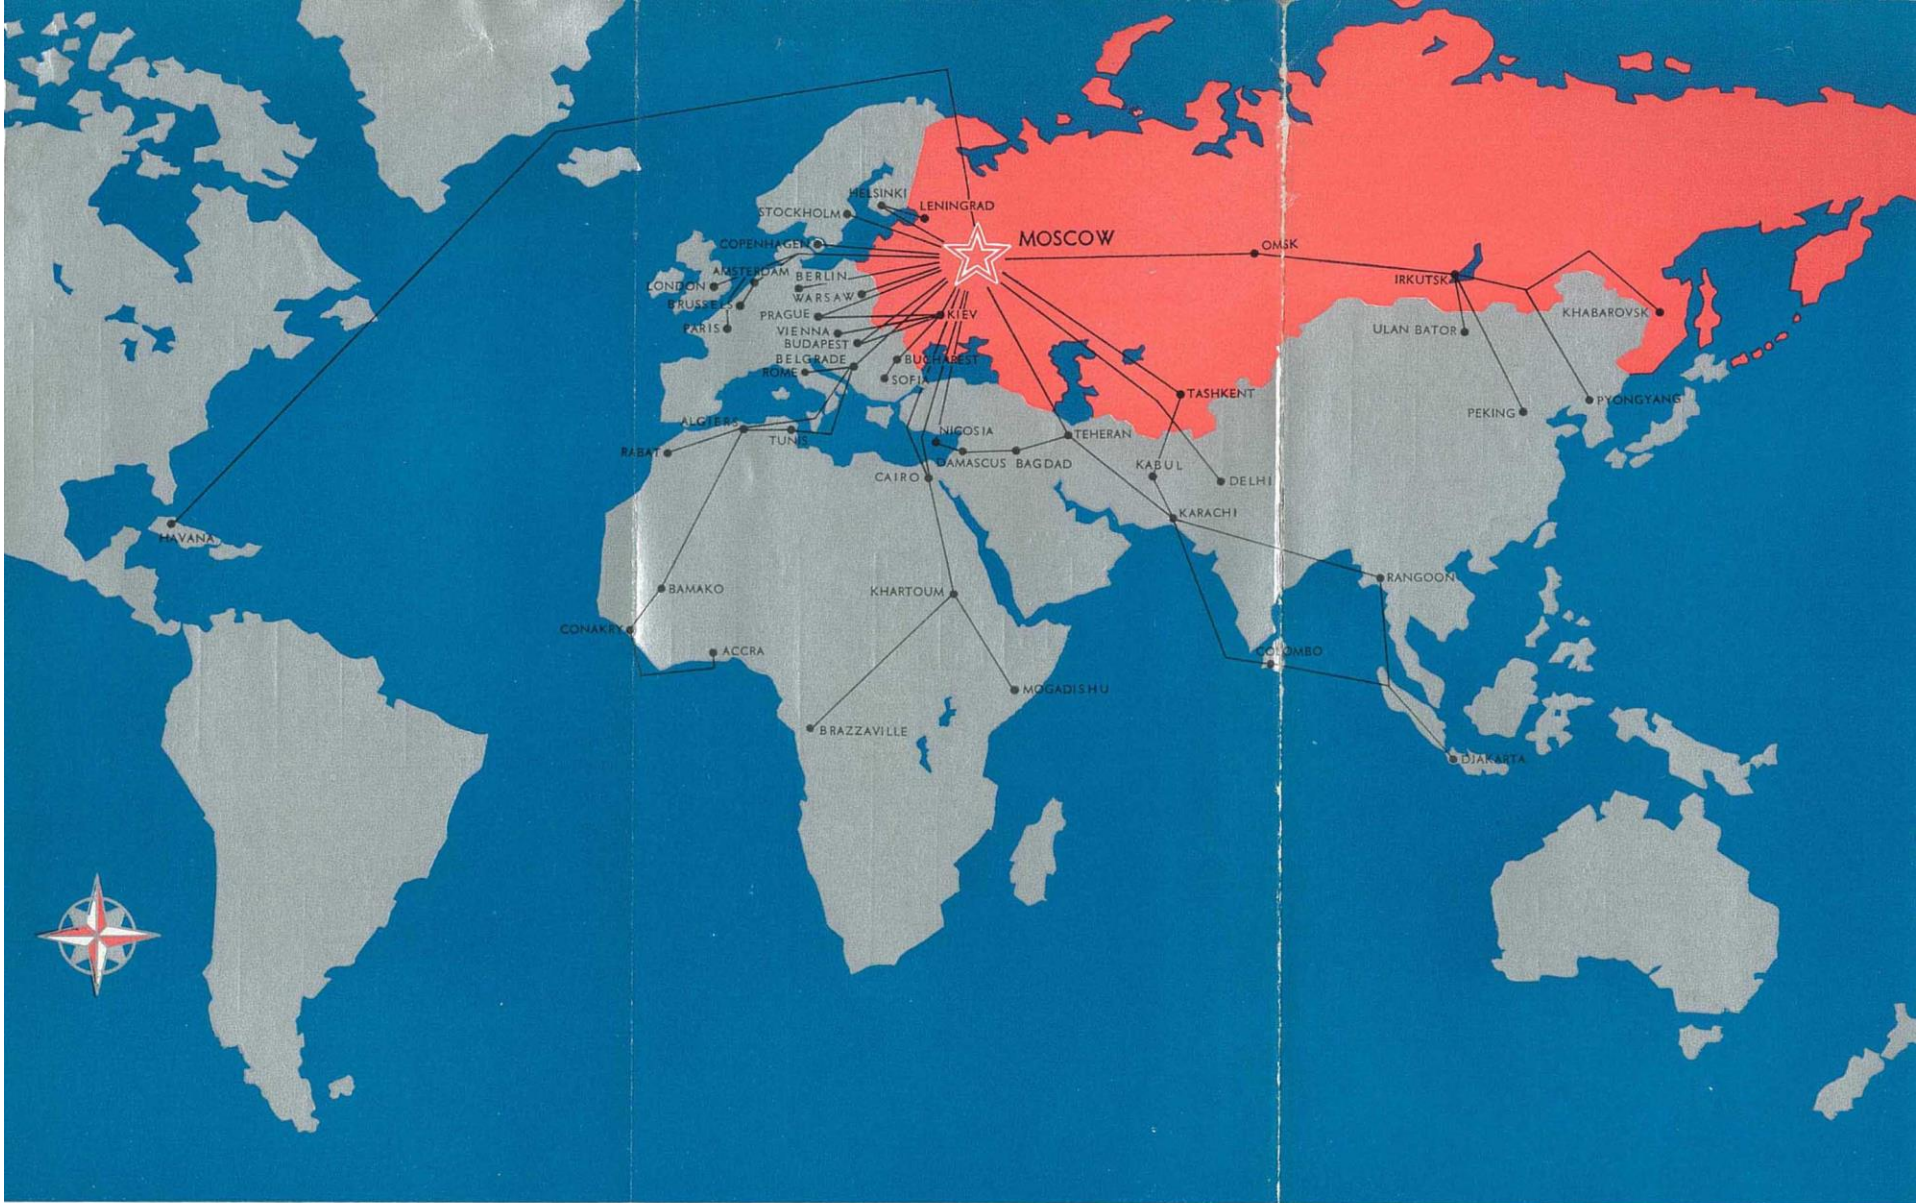 HELSINKI
LENINGRAD
STOCKHOLM
MOSCOW
COPENHAGEN
OMSK
AMSTERDAM
BERLIN
LONDON
IRKUTSK
WARSAW
BRUSSELS
PRAGUE
KIEV
KHABAROVSK
PARIS
VIENNA
ULAN BATOR
BUDAPEST
BELGRADE
BUCHAREST
ROME
SOFIA
TASHKENT
PYONGYANG
PEKING
ALGIERS
TUNIS
NICOSIA
TEHERAN
RABAT
DAMASCUS
BAGDAD
KABUL
CAIRO
DELHI
KARACHI
HAVANA
RANGOON
BAMAKO
KHARTOUM
CONAKRY
ACCRA
COLOMBO
MOGADISHU
BRAZZAVILLE
DJAKARTA